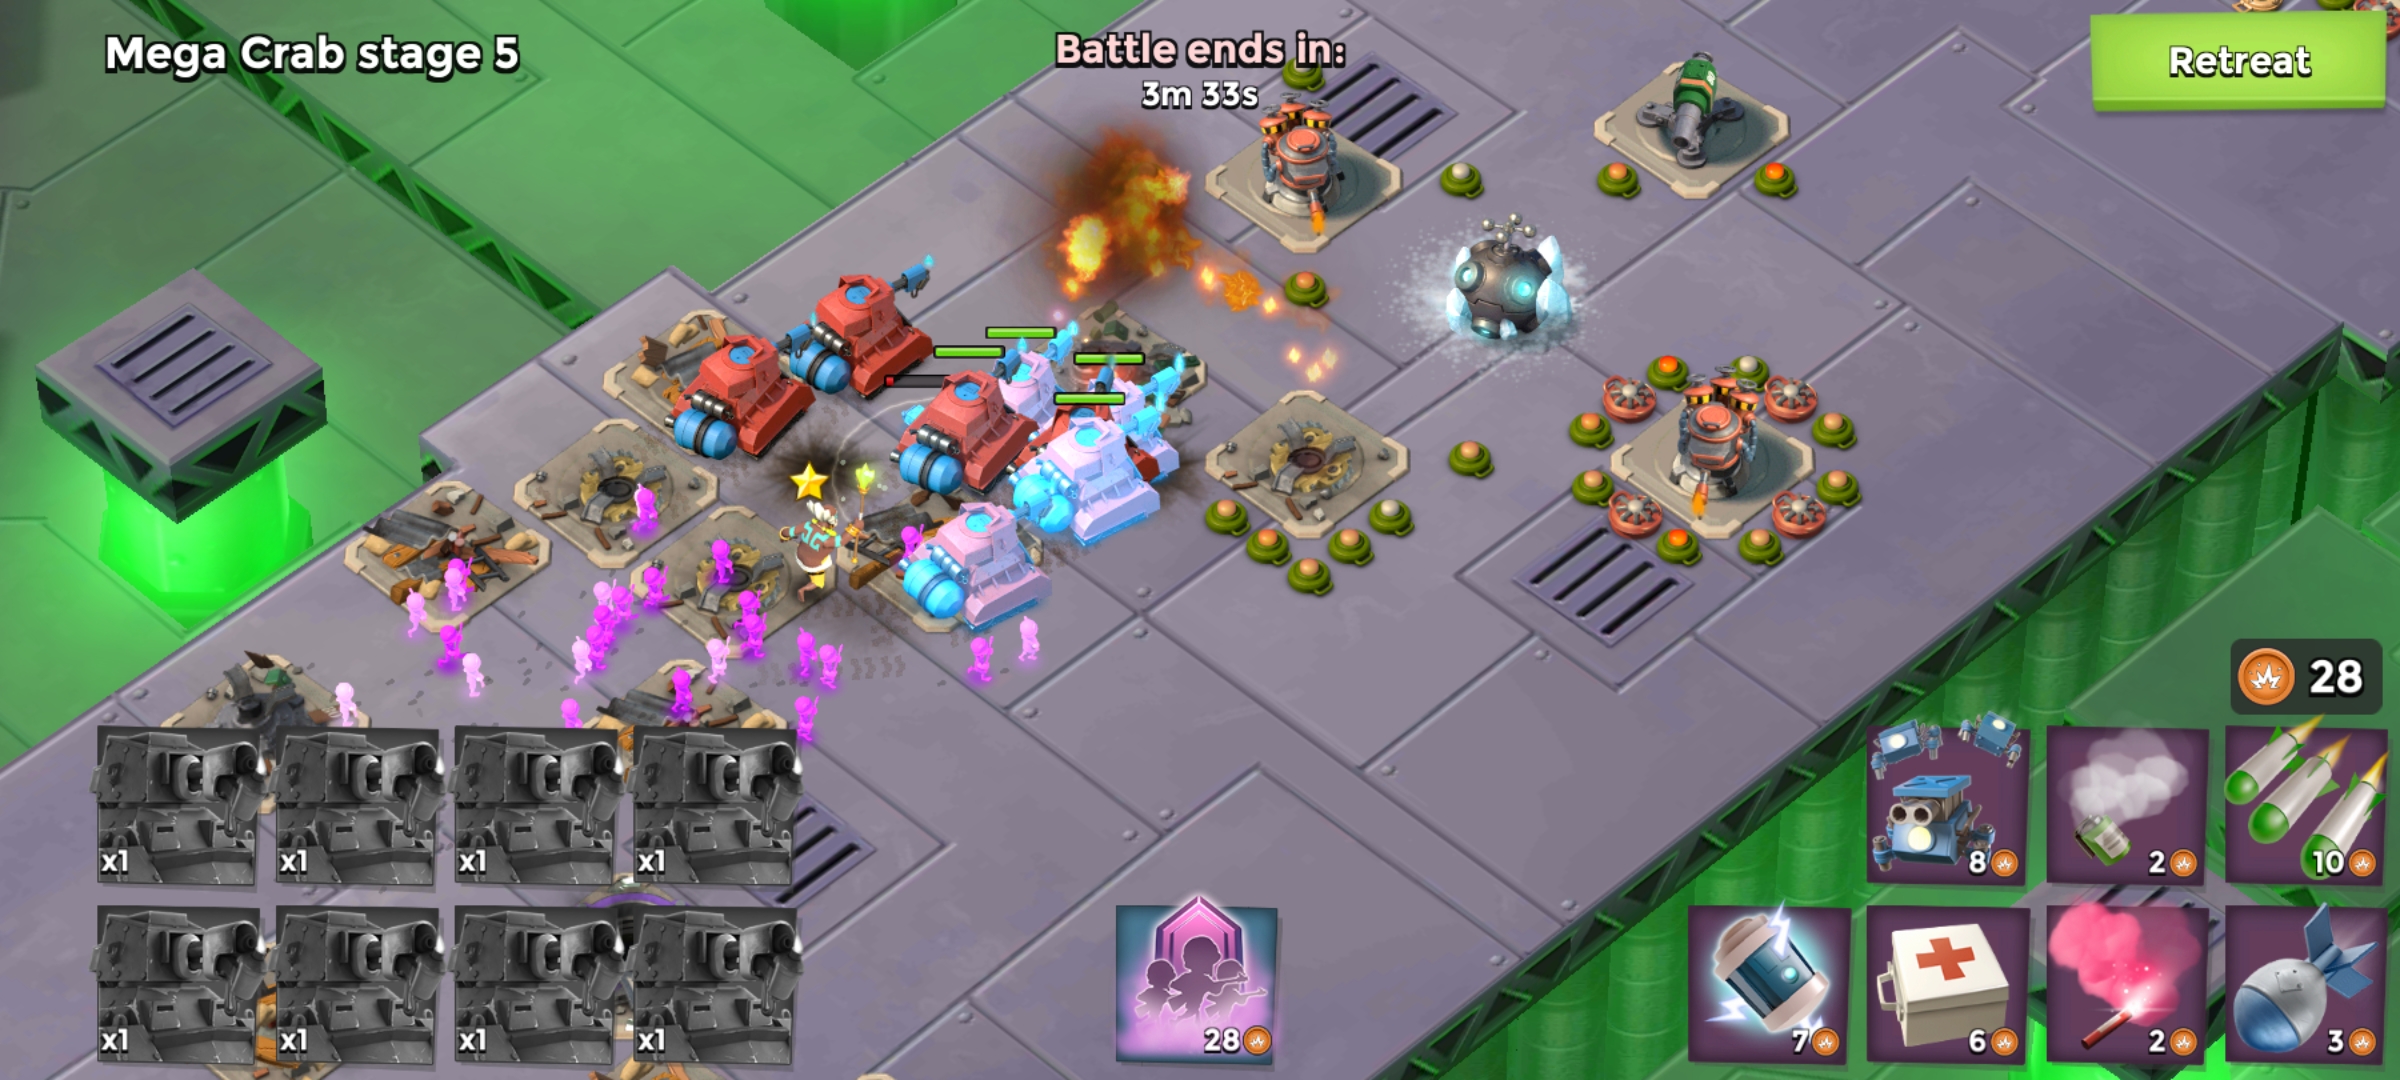 Mega Crab stage 5
Battle ends in:
3m 33s
Retreat
28
8
2
10
x1
x1
x1
x1
7
6
2
3
x1
x1
x1
x1
28